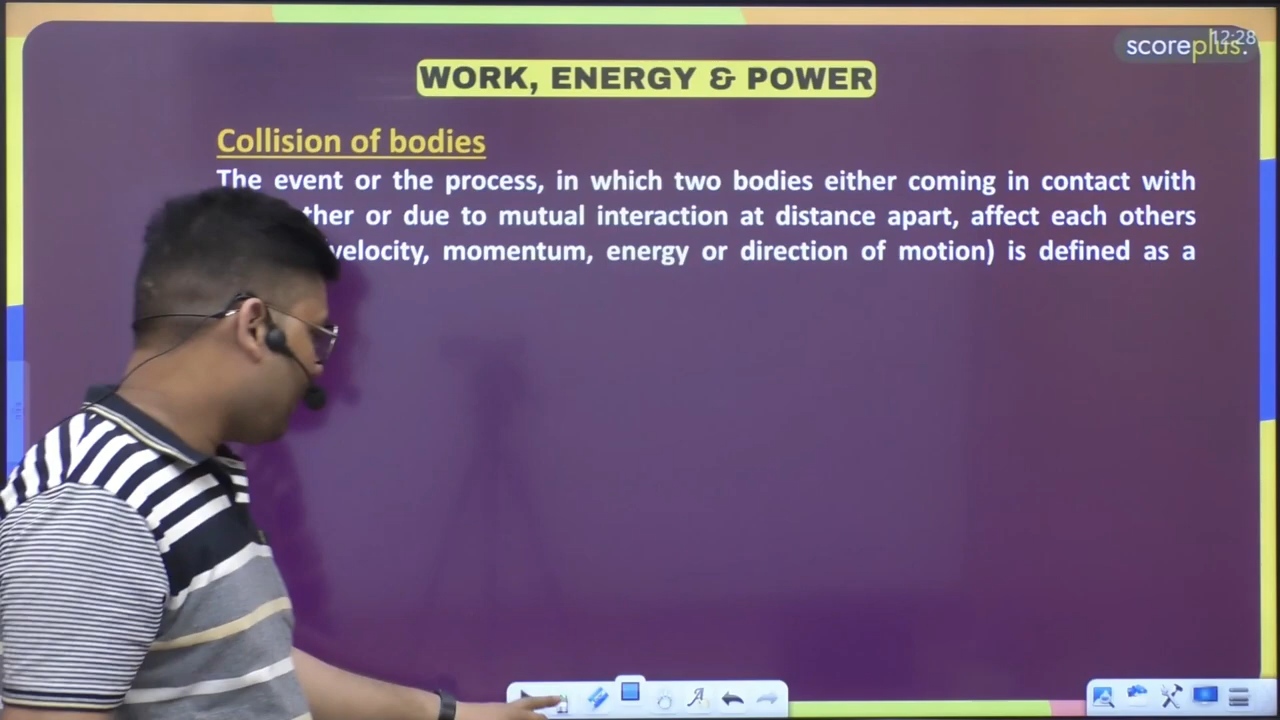 12:28
scoreplus.
WORK, ENERGY & POWER
Collision of bodies
The event or the process, in which two bodies either coming in contact with
ther or due to mutual interaction at distance apart, affect each others
velocity, momentum, energy or direction of motion) is defined as a